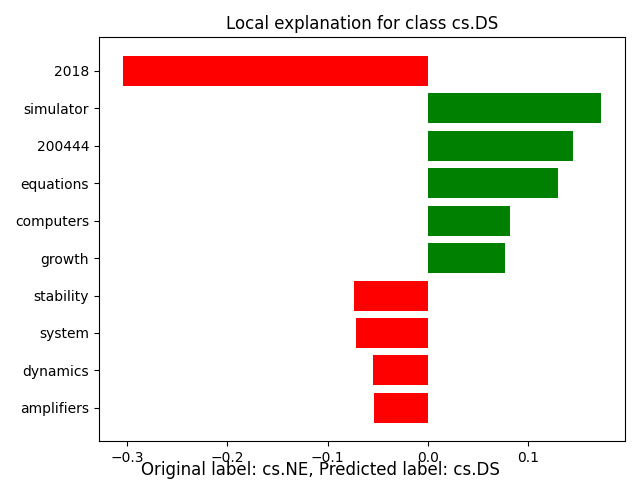 Local explanation for class cs.DS
2018
simulator
200444
equations
computers
growth
stability
system
dynamics
amplifiers
−0.3 −0.2 −0.1 0.0 0.1
Original label: cs.NE, Predicted label: cs.DS